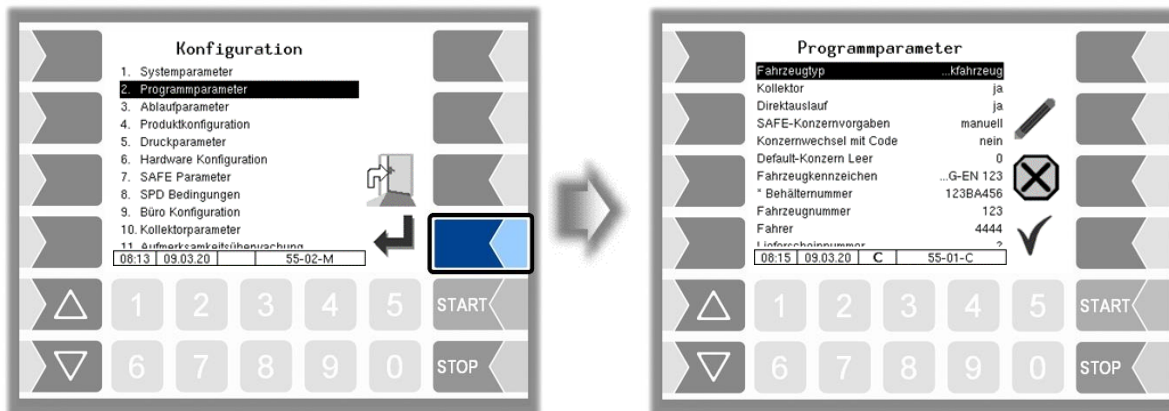 Konfiguration
1. Systemparameter
2. Programmparameter
3. Ablaufparameter
4. Produktkonfiguration
5. Druckparameter
6. Hardware Konfiguration
7. SAFE Parameter
8. SPD Bedingungen
9. Büro Konfiguration
10. Kollektorparameter
11. Aufmerksamkeitsüberwachung
08:13 09.03.20 55-02-M
1 2 3 4 5 START
6 7 8 9 0 STOP
Programmparameter
Fahrzeugtyp ...kfahrzeug
Kollektor ja
Direktauslauf ja
SAFE-Konzernvorgaben manuell
Konzernwechsel mit Code nein
Default-Konzern Leer 0
Fahrzeugkennzeichen ...G-EN 123
* Behälternummer 123BA456
Fahrzeugnummer 123
Fahrer 4444
Lieferscheinnummer ?
08:15 09.03.20 C 55-01-C
1 2 3 4 5 START
6 7 8 9 0 STOP